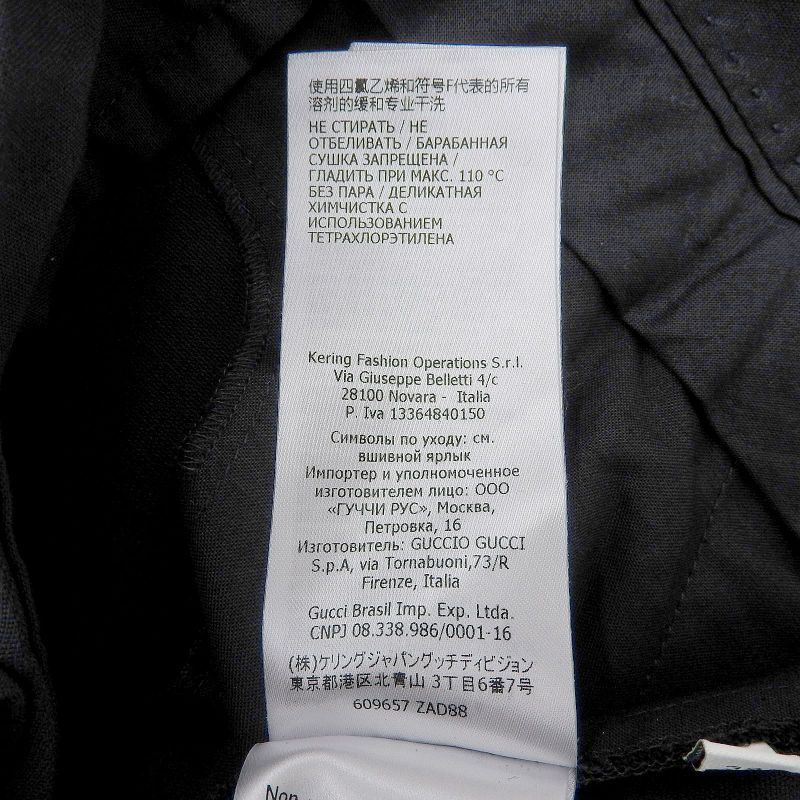 使用四氯乙烯和符号F代表的所有
溶剂的缓和专业干洗
НЕ СТИРАТЬ / НЕ
ОТБЕЛИВАТЬ / БАРАБАННАЯ
СУШКА ЗАПРЕЩЕНА /
ГЛАДИТЬ ПРИ МАКС. 110 °C
БЕЗ ПАРА / ДЕЛИКАТНАЯ
ХИМЧИСТКА С
ИСПОЛЬЗОВАНИЕМ
ТЕТРАХЛОРЭТИЛЕНА
Kering Fashion Operations S.r.l.
Via Giuseppe Belletti 4/c
28100 Novara - Italia
P. Iva 13364840150
Символы по уходу: см.
вшивной ярлык
Импортер и уполномоченное
изготовителем лицо: ООО
«ГУЧЧИ РУС», Москва,
Петровка, 16
Изготовитель: GUCCIO GUCCI
S.p.A, via Tornabuoni,73/R
Firenze, Italia
Gucci Brasil Imp. Exp. Ltda.
CNPJ 08.338.986/0001-16
(株)ケリングジャパングッチディビジョン
東京都港区北青山 3丁目6番7号
609657 ZAD88
Non